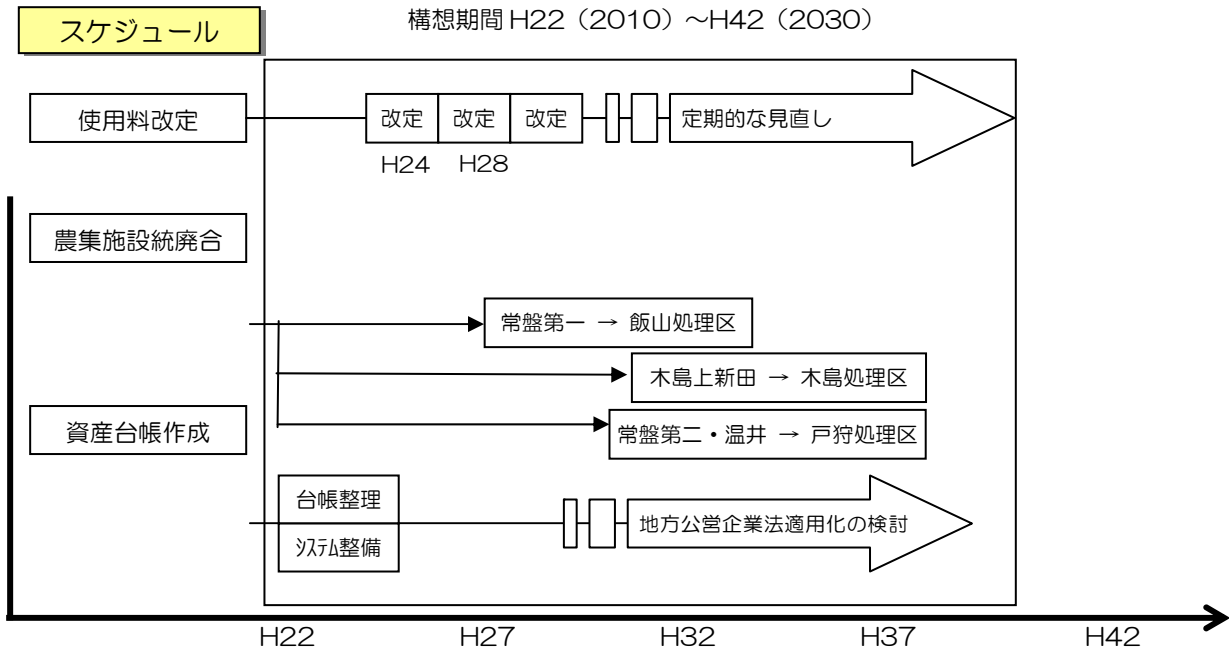 スケジュール
構想期間 H22(2010)~H42(2030)
使用料改定
改定 改定 改定 定期的な見直し
H24 H28
農集施設統廃合
常盤第一 → 飯山処理区
木島上新田 → 木島処理区
資産台帳作成
常盤第二・温井 → 戸狩処理区
台帳整理
ｼｽﾃﾑ整備
地方公営企業法適用化の検討
H22 H27 H32 H37 H42